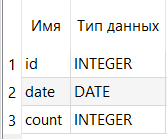 Имя Тип данных
1 id INTEGER
2 date DATE
3 count INTEGER